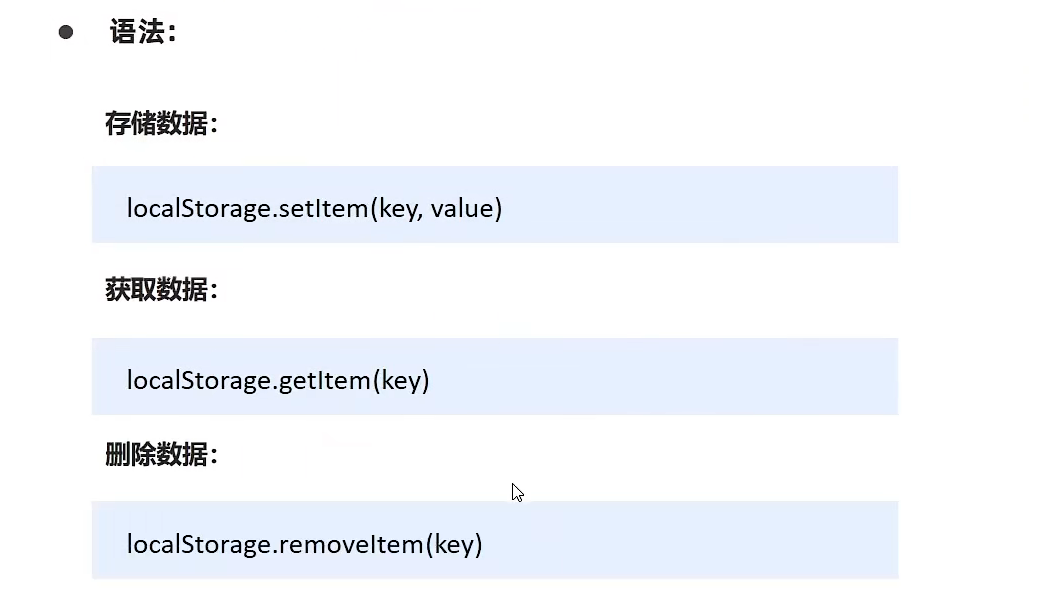 ● 语法：
存储数据：
localStorage.setItem(key, value)
获取数据：
localStorage.getItem(key)
删除数据：
localStorage.removeItem(key)